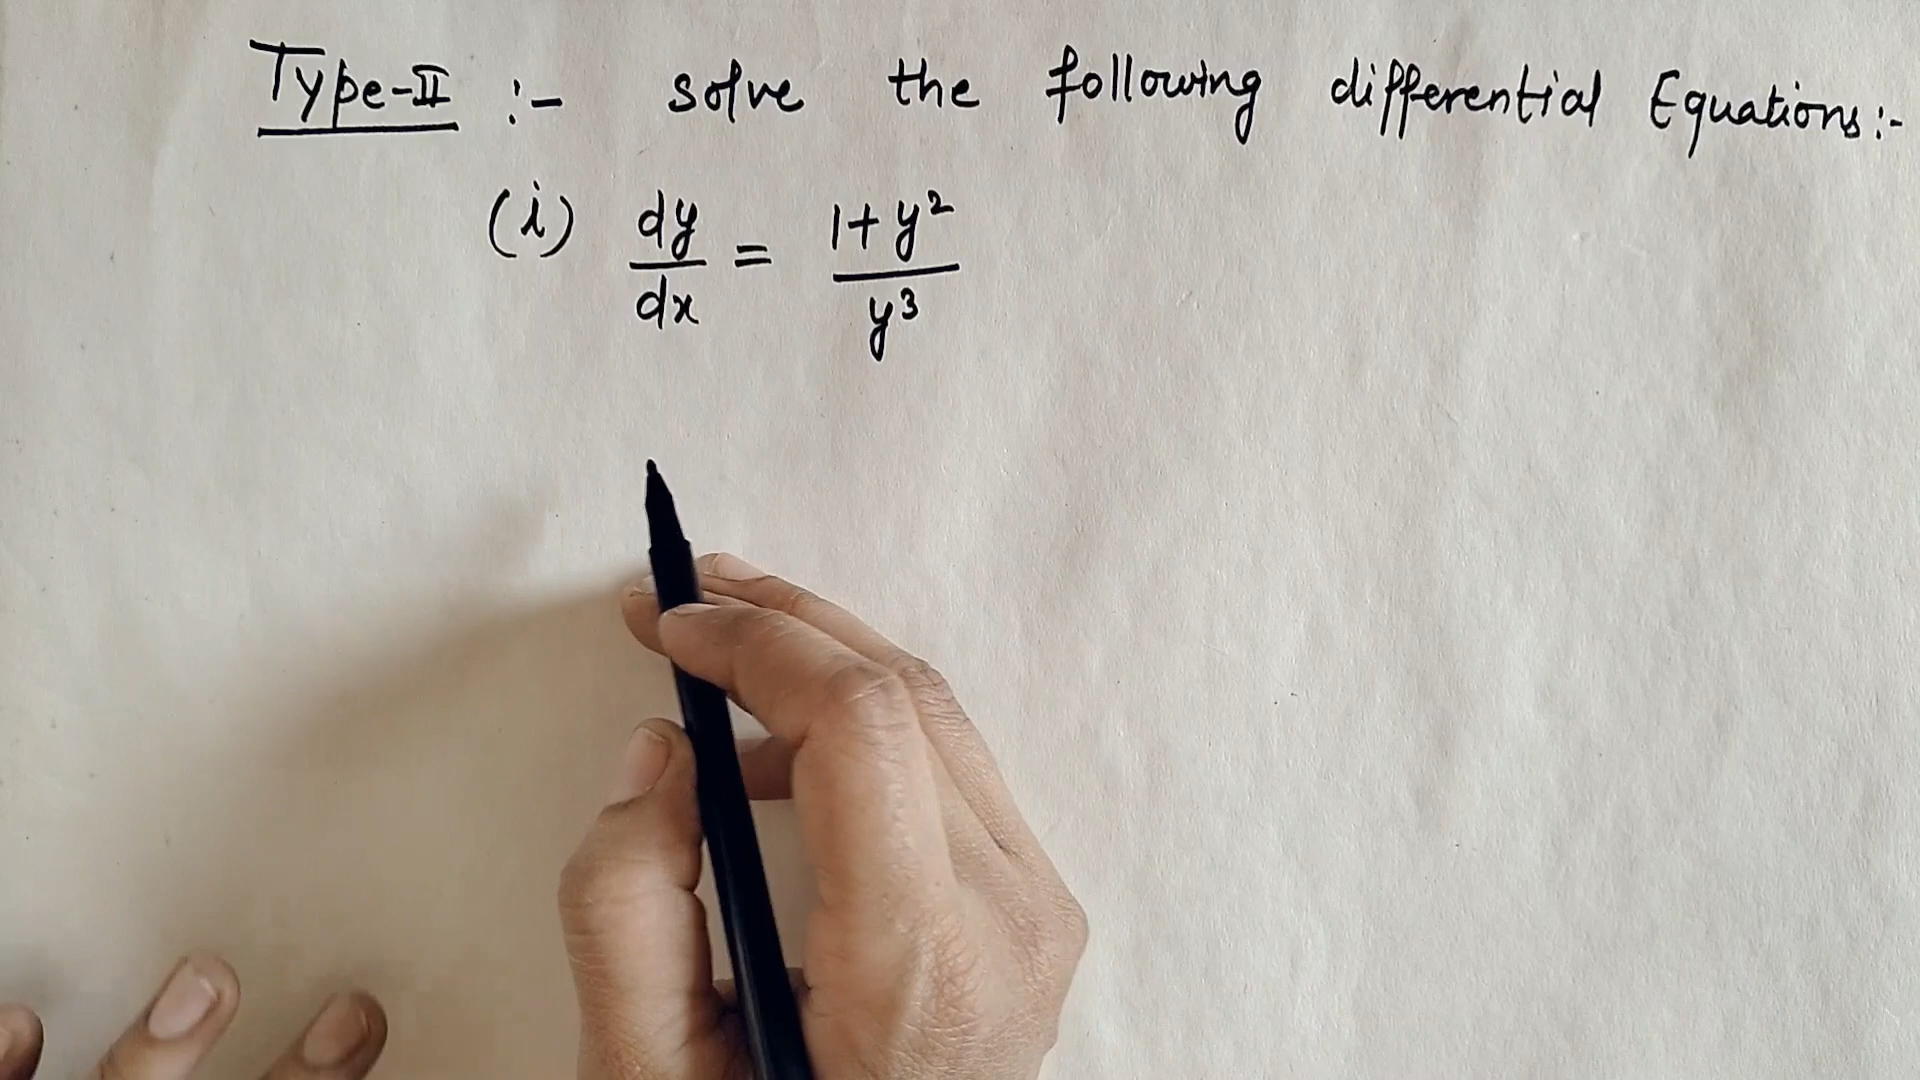 Type-II :- solve the following differential Equations:-
(i) dy/dx = 1+y²/y³